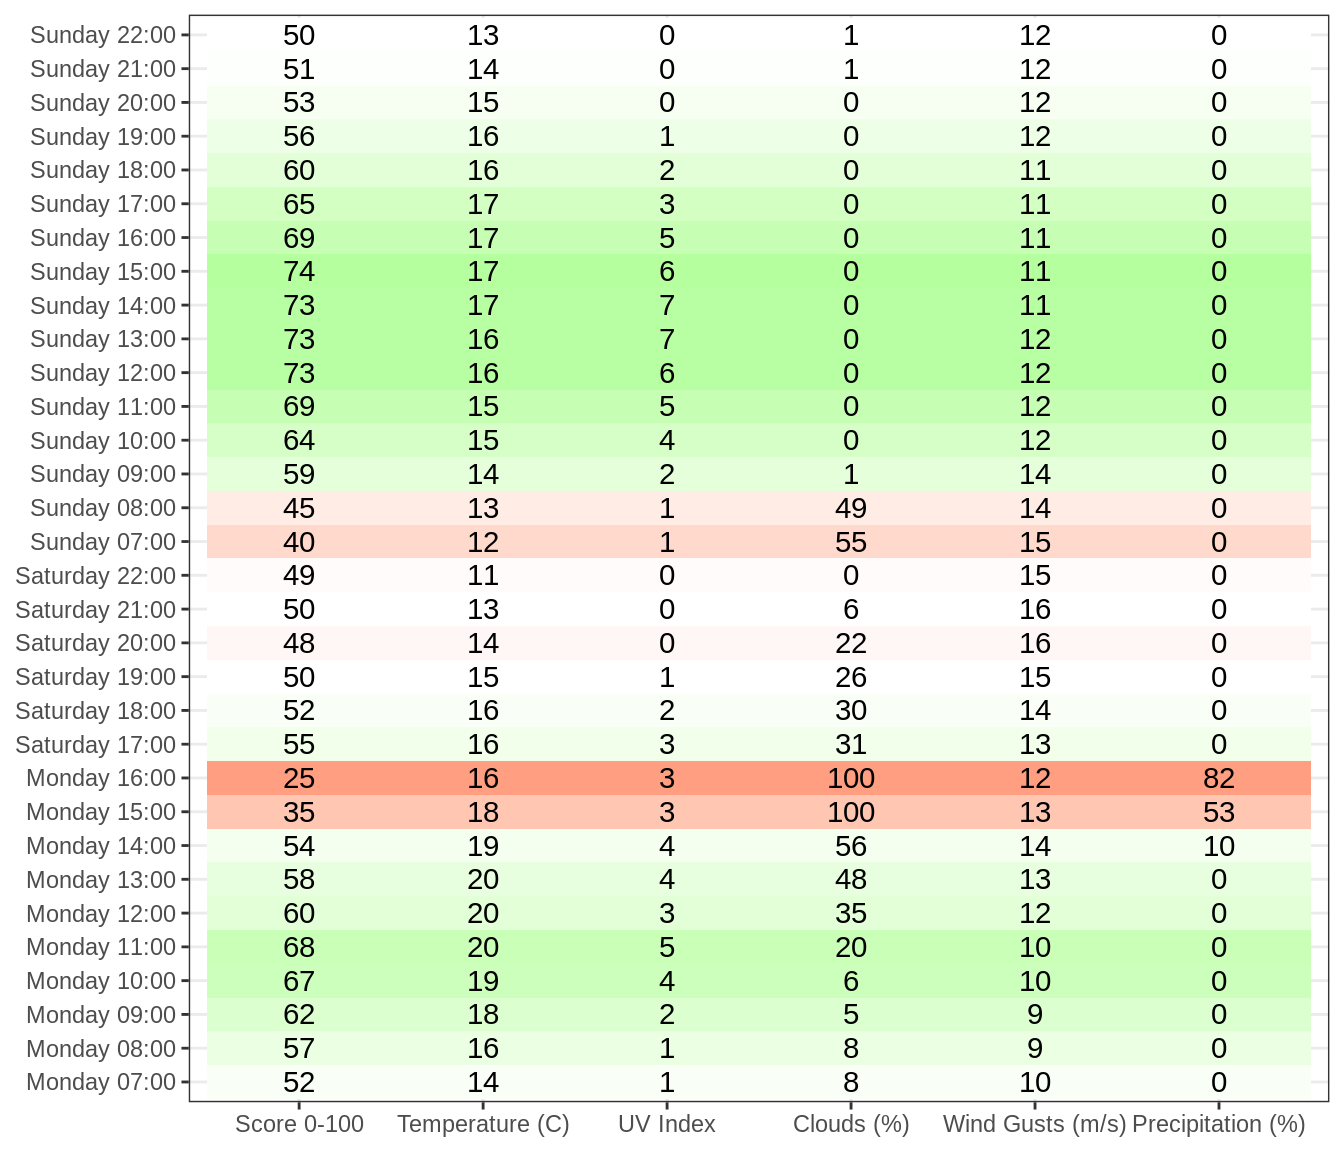 Sunday 22:00 50 13 0 1 12 0
Sunday 21:00 51 14 0 1 12 0
Sunday 20:00 53 15 0 0 12 0
Sunday 19:00 56 16 1 0 12 0
Sunday 18:00 60 16 2 0 11 0
Sunday 17:00 65 17 3 0 11 0
Sunday 16:00 69 17 5 0 11 0
Sunday 15:00 74 17 6 0 11 0
Sunday 14:00 73 17 7 0 11 0
Sunday 13:00 73 16 7 0 12 0
Sunday 12:00 73 16 6 0 12 0
Sunday 11:00 69 15 5 0 12 0
Sunday 10:00 64 15 4 0 12 0
Sunday 09:00 59 14 2 1 14 0
Sunday 08:00 45 13 1 49 14 0
Sunday 07:00 40 12 1 55 15 0
Saturday 22:00 49 11 0 0 15 0
Saturday 21:00 50 13 0 6 16 0
Saturday 20:00 48 14 0 22 16 0
Saturday 19:00 50 15 1 26 15 0
Saturday 18:00 52 16 2 30 14 0
Saturday 17:00 55 16 3 31 13 0
Monday 16:00 25 16 3 100 12 82
Monday 15:00 35 18 3 100 13 53
Monday 14:00 54 19 4 56 14 10
Monday 13:00 58 20 4 48 13 0
Monday 12:00 60 20 3 35 12 0
Monday 11:00 68 20 5 20 10 0
Monday 10:00 67 19 4 6 10 0
Monday 09:00 62 18 2 5 9 0
Monday 08:00 57 16 1 8 9 0
Monday 07:00 52 14 1 8 10 0
Score 0-100 Temperature (C) UV Index Clouds (%) Wind Gusts (m/s) Precipitation (%)